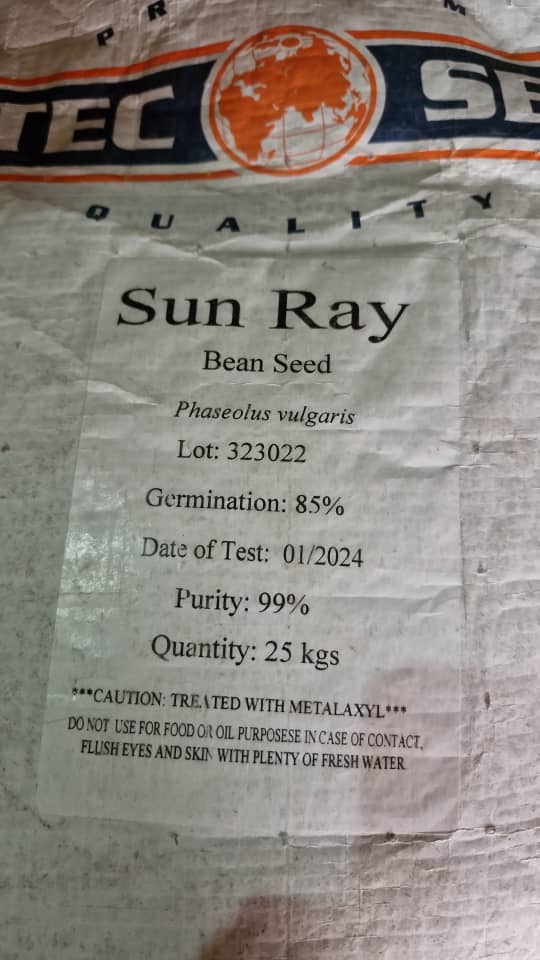 PR M
TEC SE
QUALITY
Sun Ray
Bean Seed
Phaseolus vulgaris
Lot: 323022
Germination: 85%
Date of Test: 01/2024
Purity: 99%
Quantity: 25 kgs
***CAUTION: TREATED WITH METALAXYL***
DO NOT USE FOR FOOD OR OIL PURPOSESE IN CASE OF CONTACT,
FLUSH EYES AND SKIN WITH PLENTY OF FRESH WATER